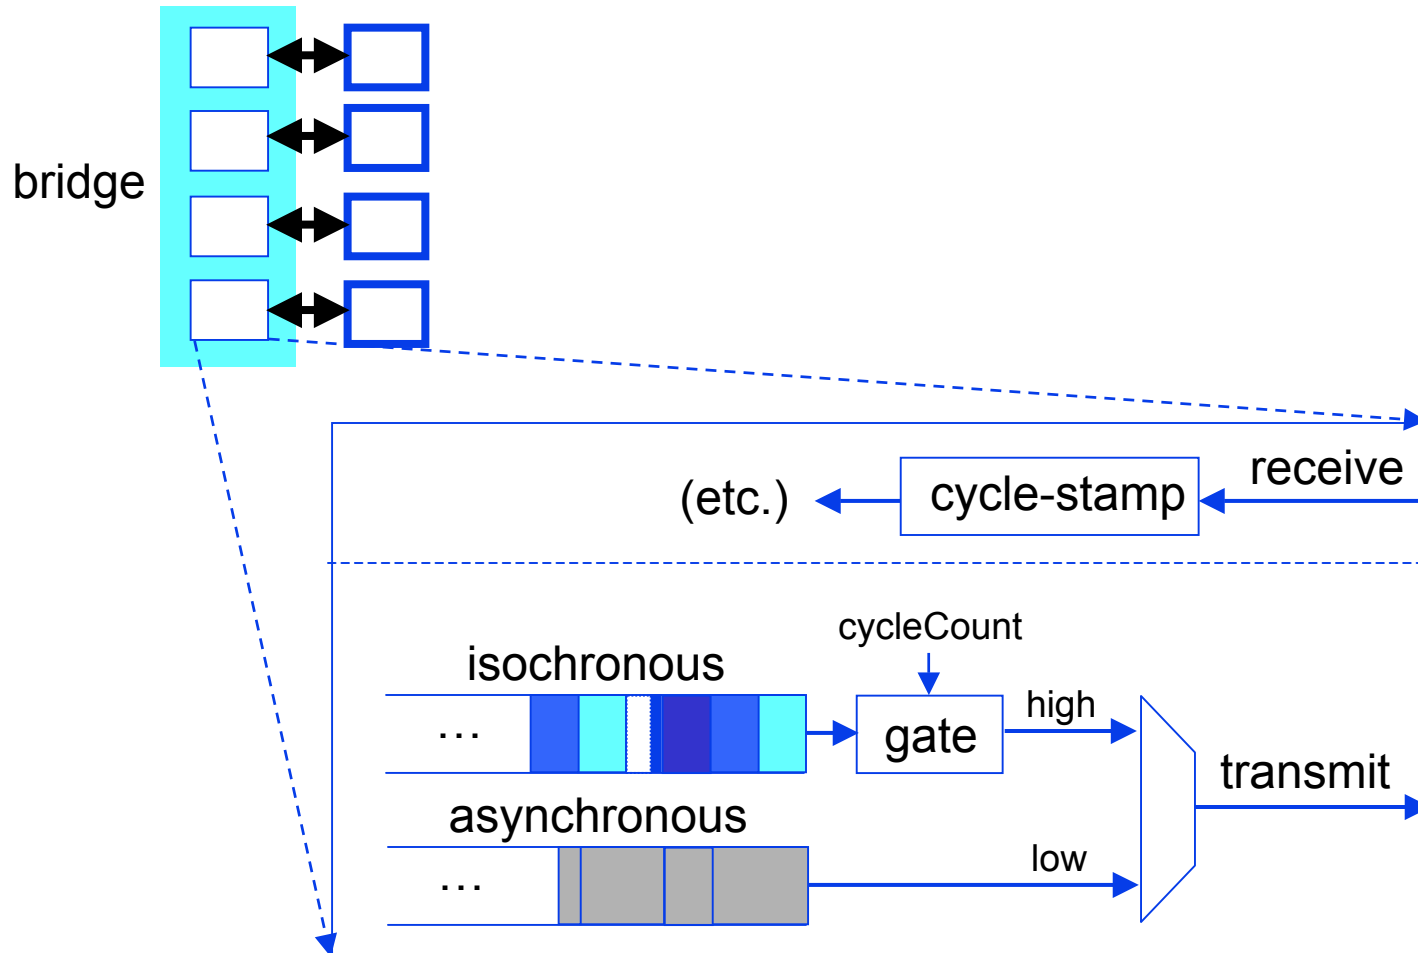 bridge
receive
(etc.)
cycle-stamp
cycleCount
isochronous
high
...
gate
transmit
asynchronous
low
...